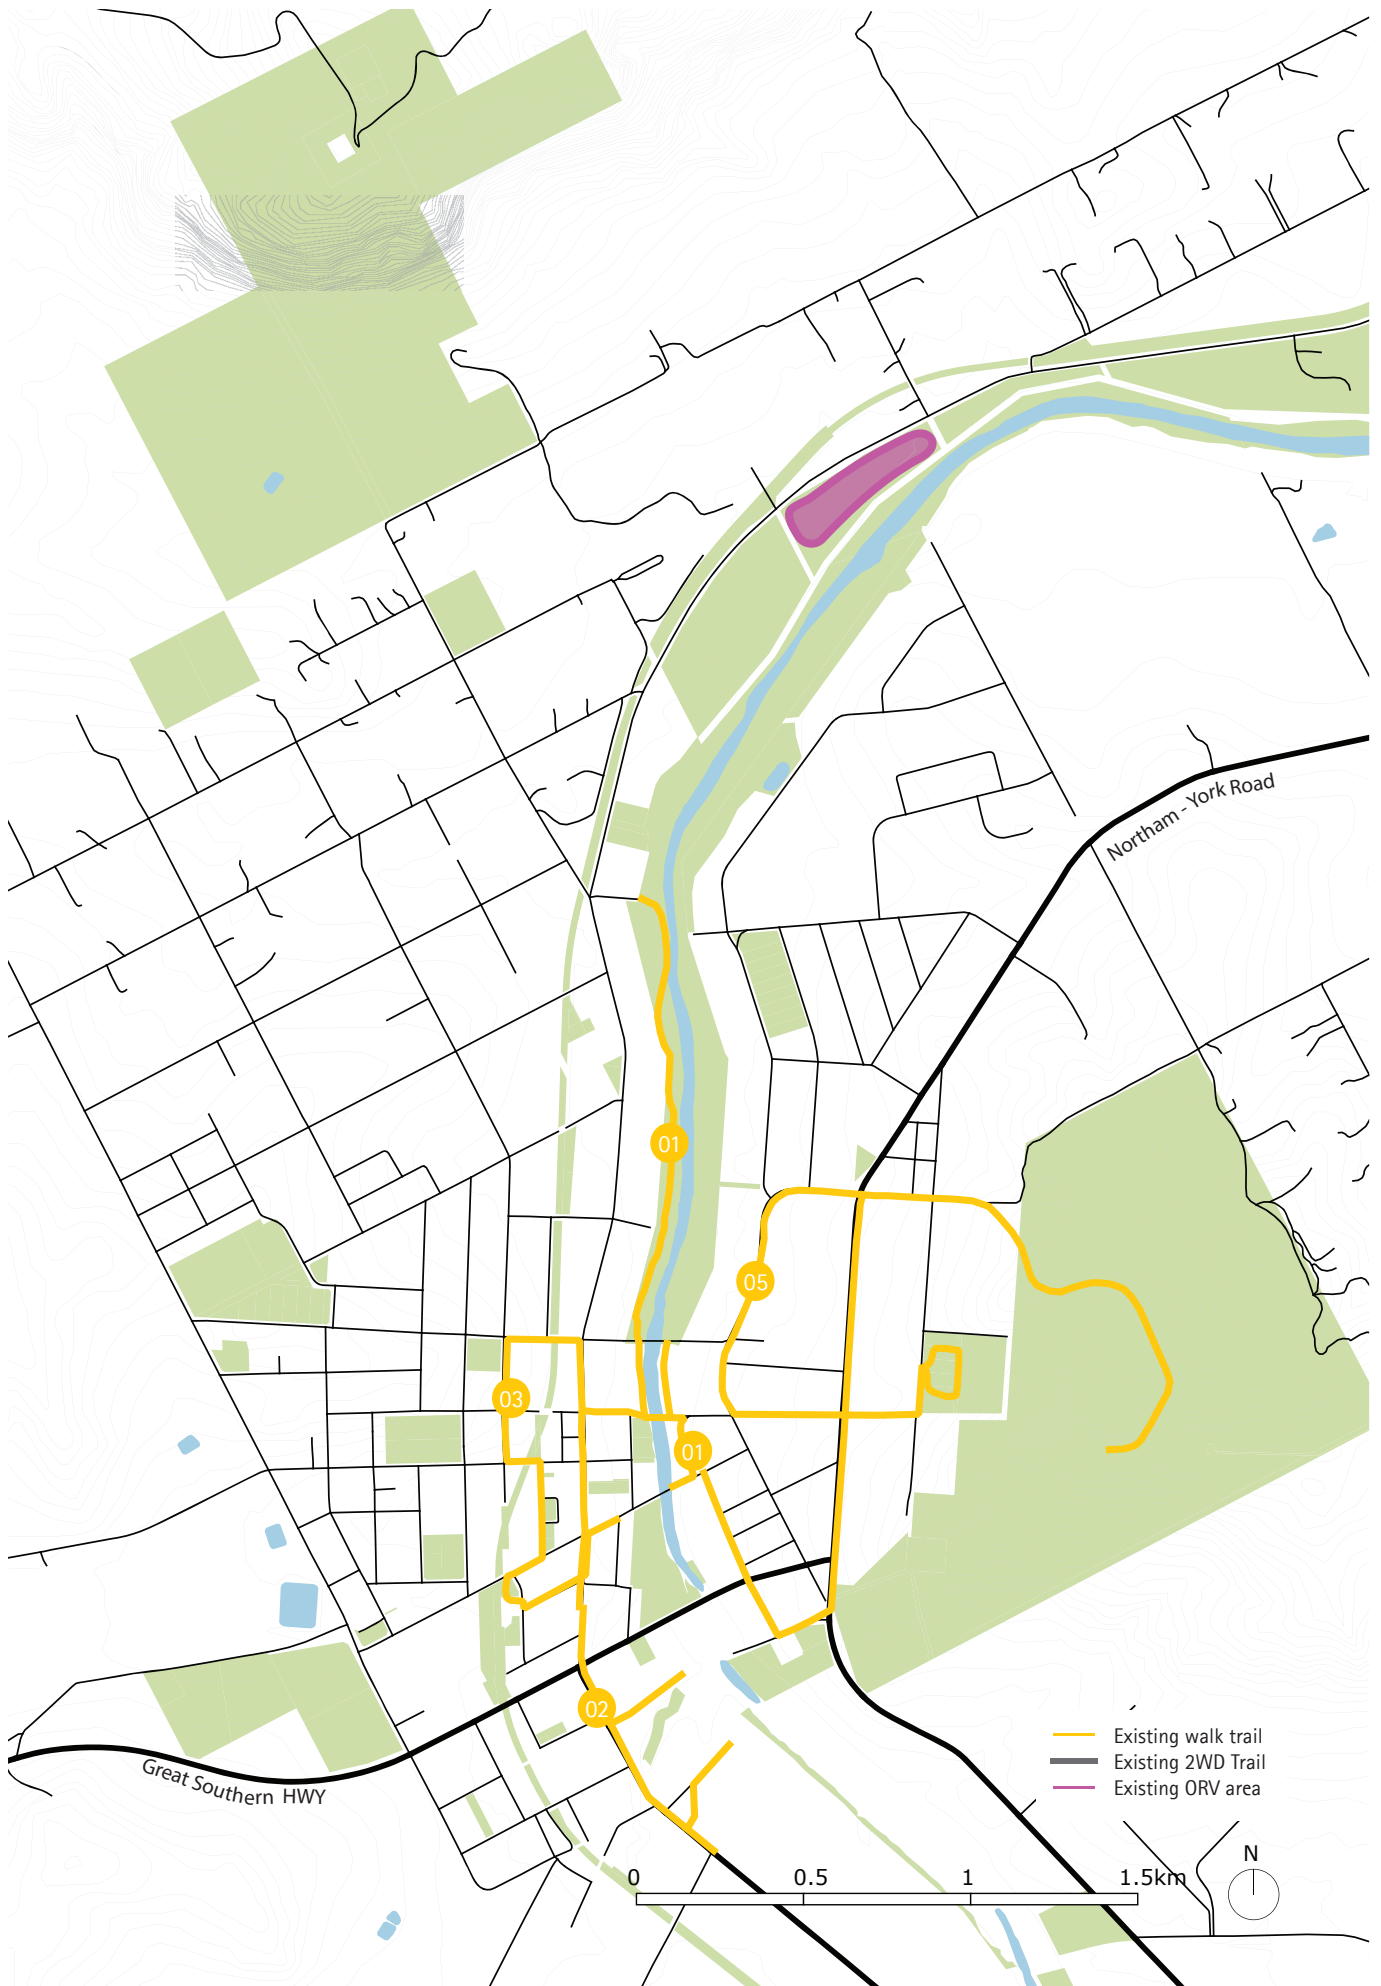 Northam - York Road
01
05
03
01
02
Great Southern HWY
Existing walk trail
Existing 2WD Trail
Existing ORV area
0 0.5 1 1.5km
N